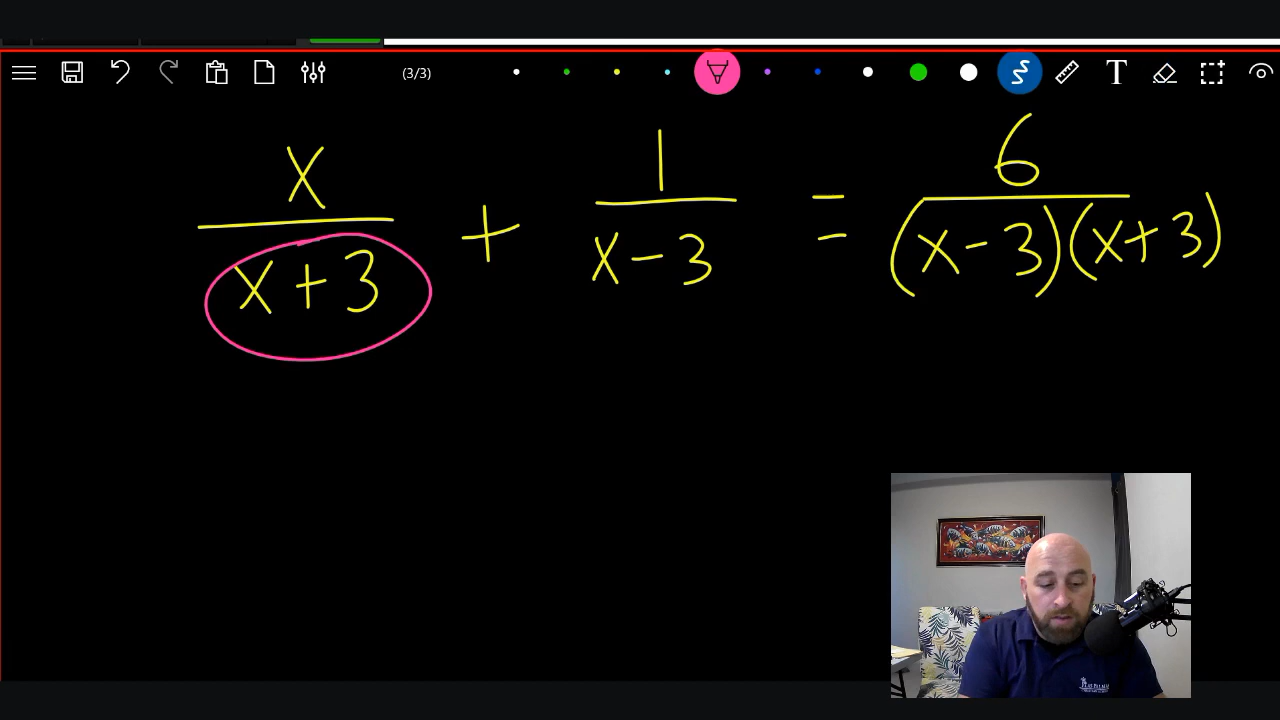 (3/3) T
x/(x+3) + 1/(x-3) = 6/((x-3)(x+3))